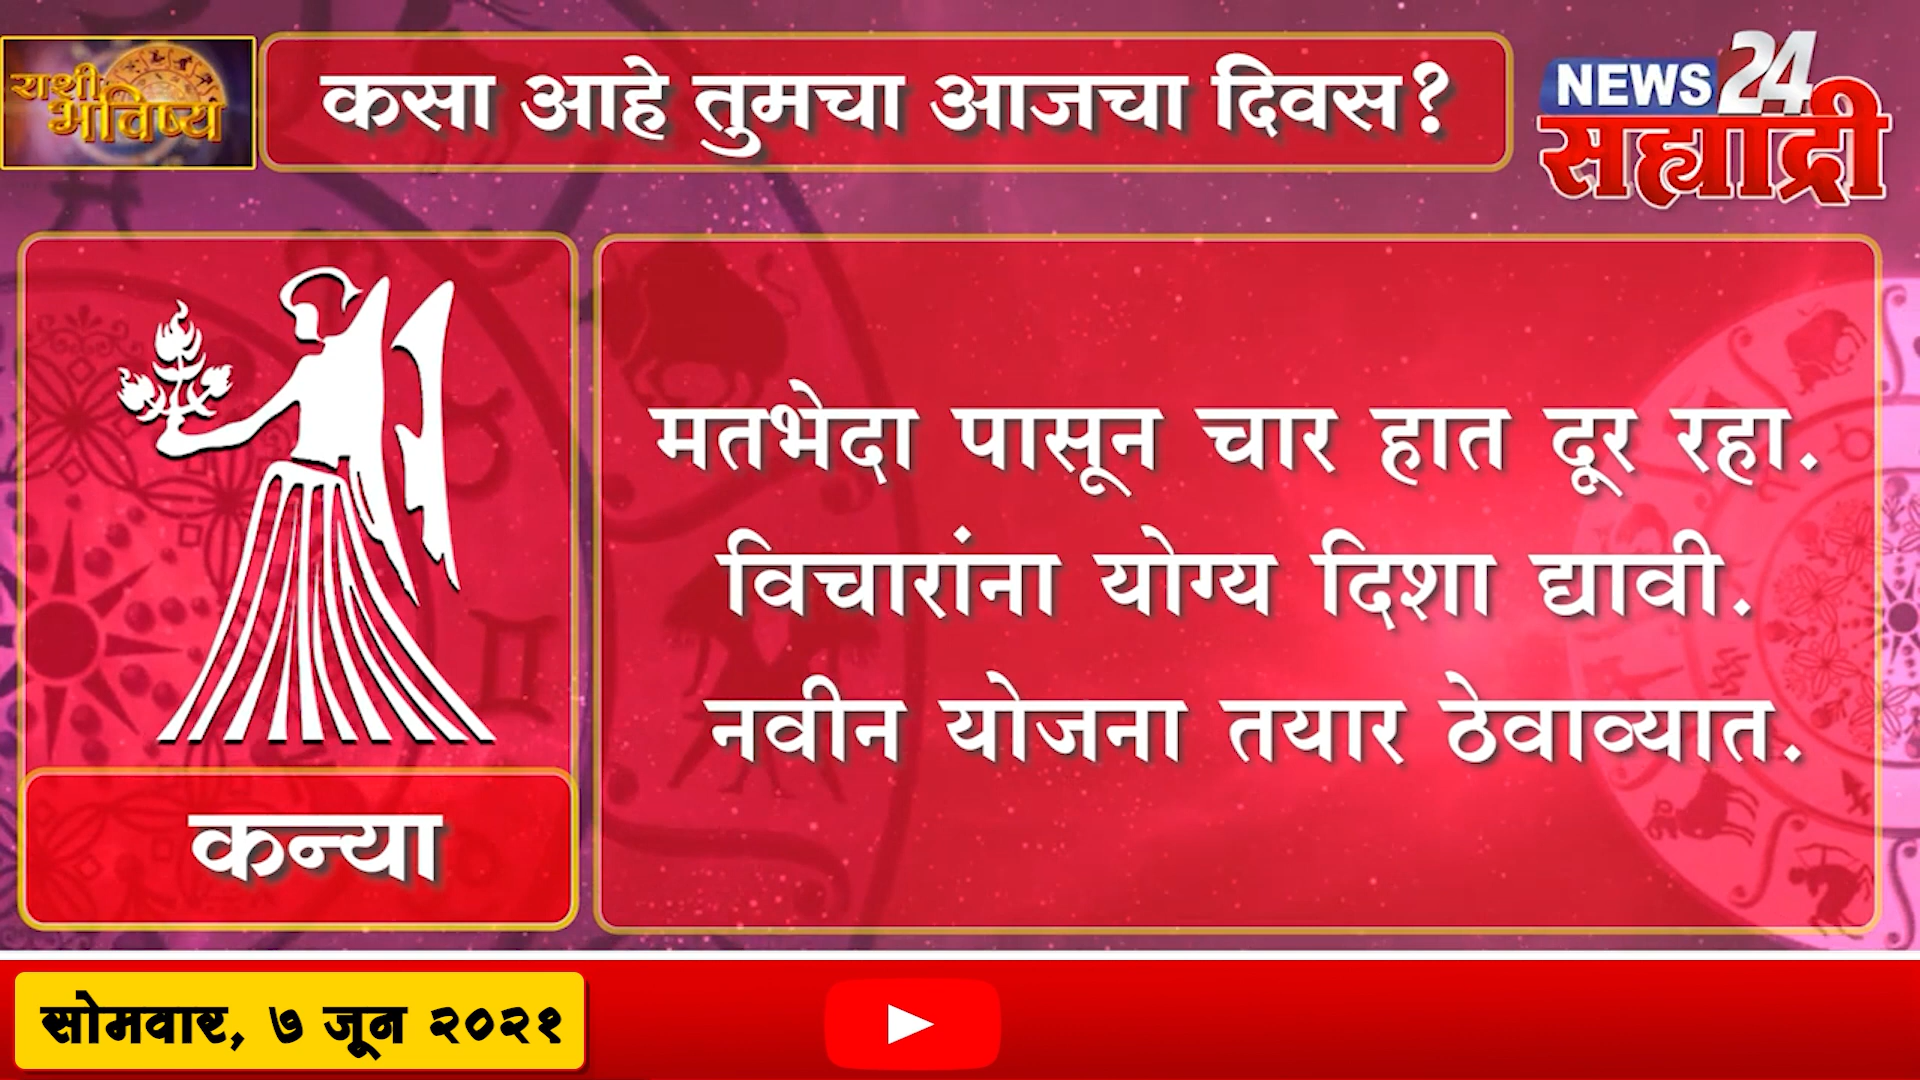 राशी
भविष्य
कसा आहे तुमचा आजचा दिवस?
NEWS 24
सह्याद्री
मतभेदा पासून चार हात दूर रहा.
विचारांना योग्य दिशा द्यावी.
नवीन योजना तयार ठेवाव्यात.
कन्या
सोमवार, ७ जून २०२१